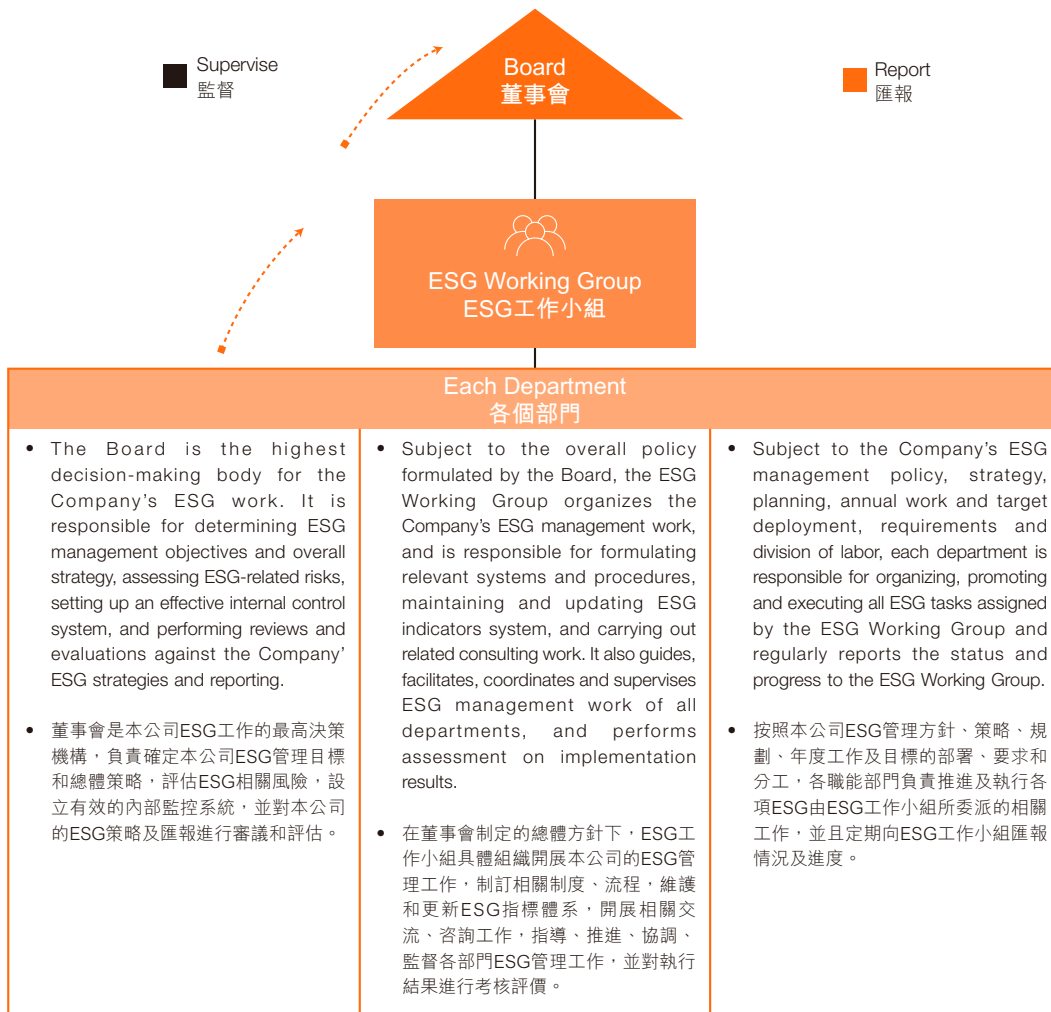 Supervise
監督
Board
董事會
Report
匯報
ESG Working Group
ESG工作小組
Each Department
各個部門
• The Board is the highest
decision-making body for the
Company's ESG work. It is
responsible for determining ESG
management objectives and overall
strategy, assessing ESG-related risks,
setting up an effective internal control
system, and performing reviews and
evaluations against the Company'
ESG strategies and reporting.
• 董事會是本公司ESG工作的最高決策
機構，負責確定本公司ESG管理目標
和總體策略，評估ESG相關風險，設
立有效的內部監控系統，並對本公司
的ESG策略及匯報進行審議和評估。
• Subject to the overall policy
formulated by the Board, the ESG
Working Group organizes the
Company's ESG management work,
and is responsible for formulating
relevant systems and procedures,
maintaining and updating ESG
indicators system, and carrying out
related consulting work. It also guides,
facilitates, coordinates and supervises
ESG management work of all
departments, and performs
assessment on implementation
results.
• 在董事會制定的總體方針下，ESG工
作小組具體組織開展本公司的ESG管
理工作，制訂相關制度、流程，維護
和更新ESG指標體系，開展相關交
流、咨詢工作，指導、推進、協調、
監督各部門ESG管理工作，並對執行
結果進行考核評價。
• Subject to the Company's ESG
management policy, strategy,
planning, annual work and target
deployment, requirements and
division of labor, each department is
responsible for organizing, promoting
and executing all ESG tasks assigned
by the ESG Working Group and
regularly reports the status and
progress to the ESG Working Group.
• 按照本公司ESG管理方針、策略、規
劃、年度工作及目標的部署、要求和
分工，各職能部門負責推進及執行各
項ESG由ESG工作小組所委派的相關
工作，並且定期向ESG工作小組匯報
情況及進度。